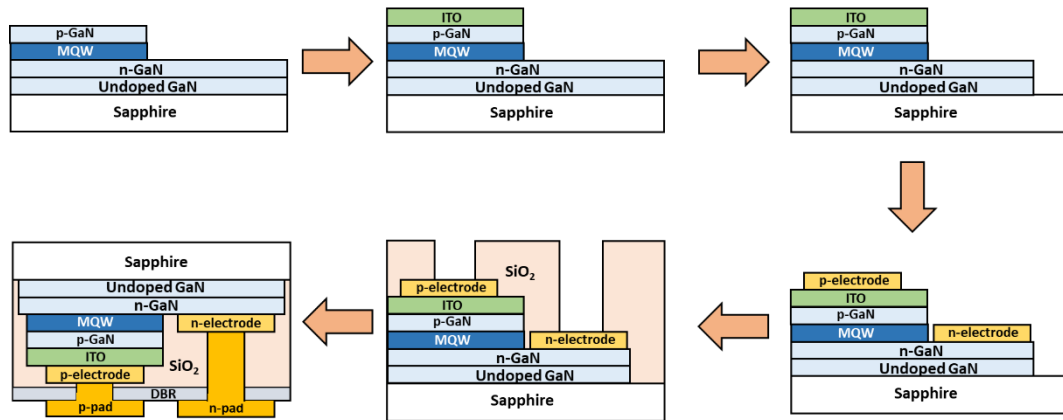 p-GaN
MQW
n-GaN
Undoped GaN
Sapphire
ITO
p-GaN
MQW
n-GaN
Undoped GaN
Sapphire
ITO
p-GaN
MQW
n-GaN
Undoped GaN
Sapphire
p-electrode
ITO
p-GaN
MQW
n-electrode
n-GaN
Undoped GaN
Sapphire
SiO₂
p-electrode
ITO
p-GaN
MQW
n-electrode
n-GaN
Undoped GaN
Sapphire
Sapphire
Undoped GaN
n-GaN
MQW
n-electrode
p-GaN
ITO
SiO₂
p-electrode
DBR
p-pad
n-pad